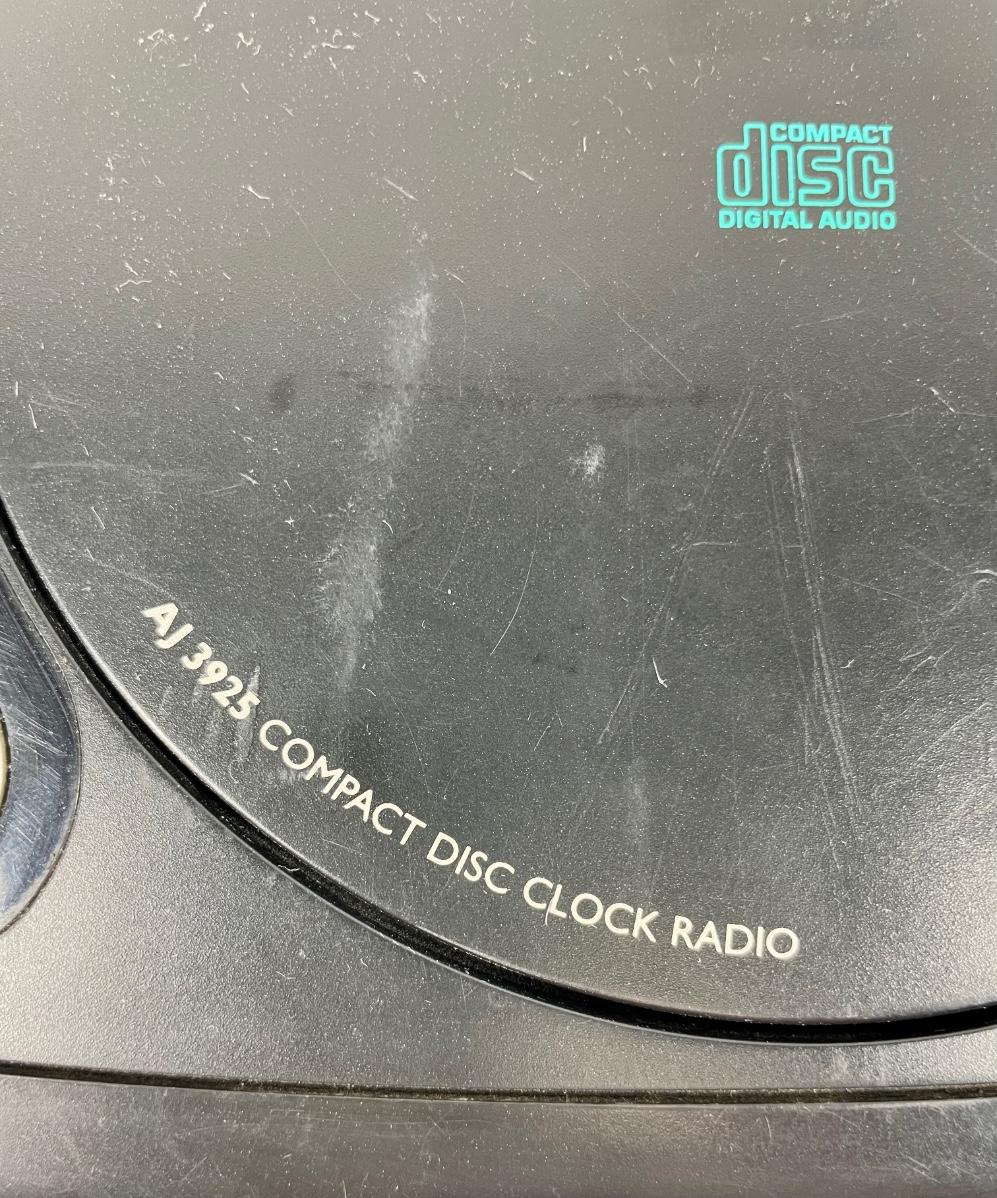 COMPACT
disc
DIGITAL AUDIO
AJ 3925 COMPACT DISC CLOCK RADIO